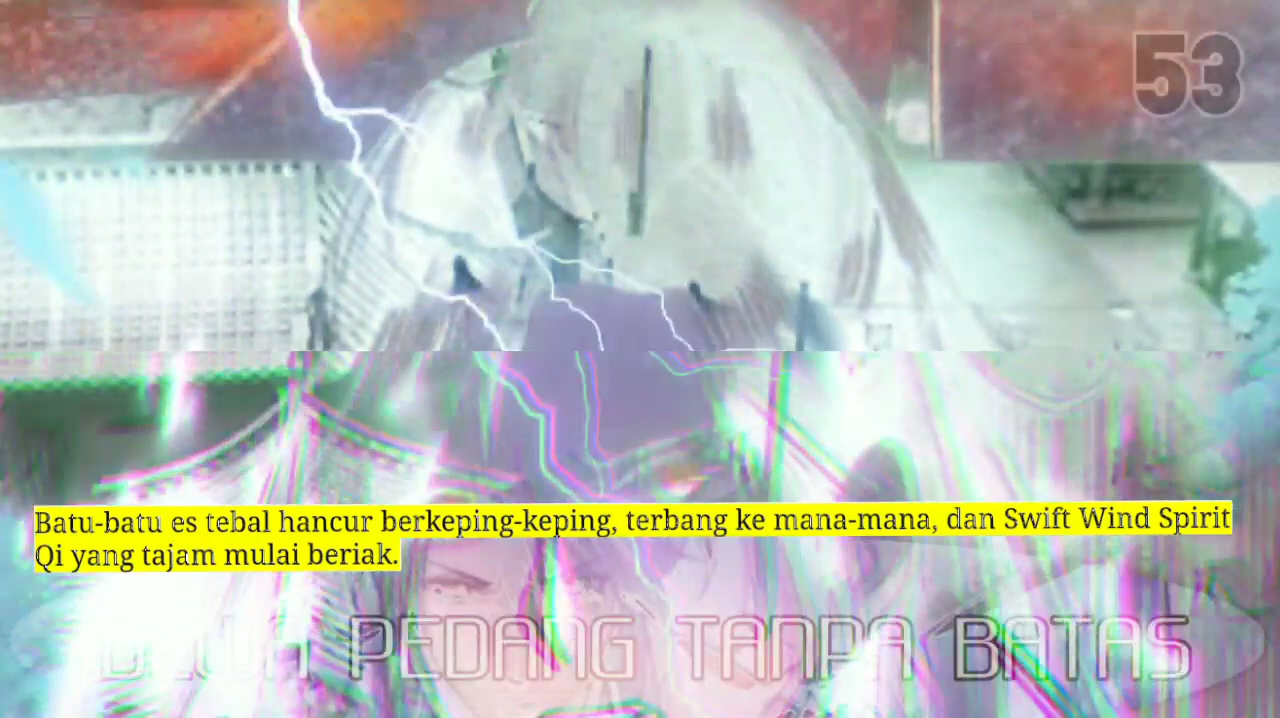 53
Batu-batu es tebal hancur berkeping-keping, terbang ke mana-mana, dan Swift Wind Spirit
Qi yang tajam mulai beriak.
DEWA PEDANG TANPA BATAS